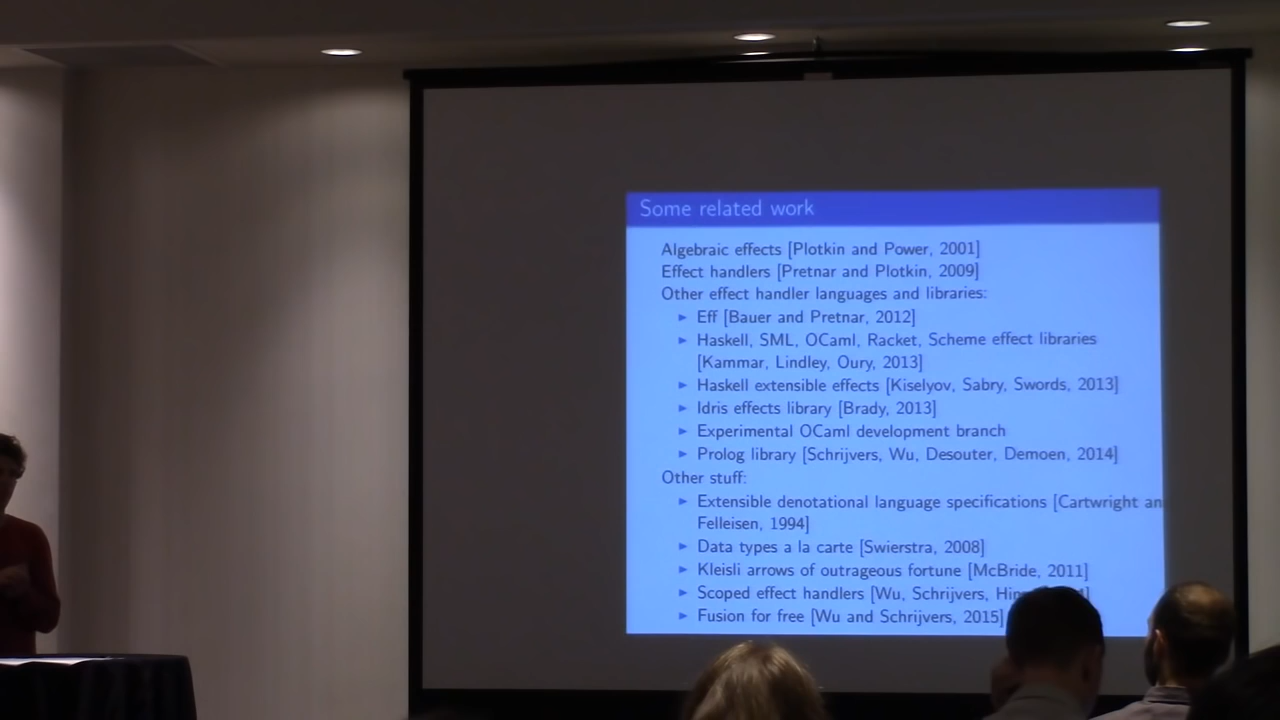 Some related work
Algebraic effects [Plotkin and Power, 2001]
Effect handlers [Pretnar and Plotkin, 2009]
Other effect handler languages and libraries:
► Eff [Bauer and Pretnar, 2012]
► Haskell, SML, OCaml, Racket, Scheme effect libraries
[Kammar, Lindley, Oury, 2013]
► Haskell extensible effects [Kiselyov, Sabry, Swords, 2013]
► Idris effects library [Brady, 2013]
► Experimental OCaml development branch
► Prolog library [Schrijvers, Wu, Desouter, Demoen, 2014]
Other stuff:
► Extensible denotational language specifications [Cartwright an
Felleisen, 1994]
► Data types a la carte [Swierstra, 2008]
► Kleisli arrows of outrageous fortune [McBride, 2011]
► Scoped effect handlers [Wu, Schrijvers,
► Fusion for free [Wu and Schrijvers, 2015]